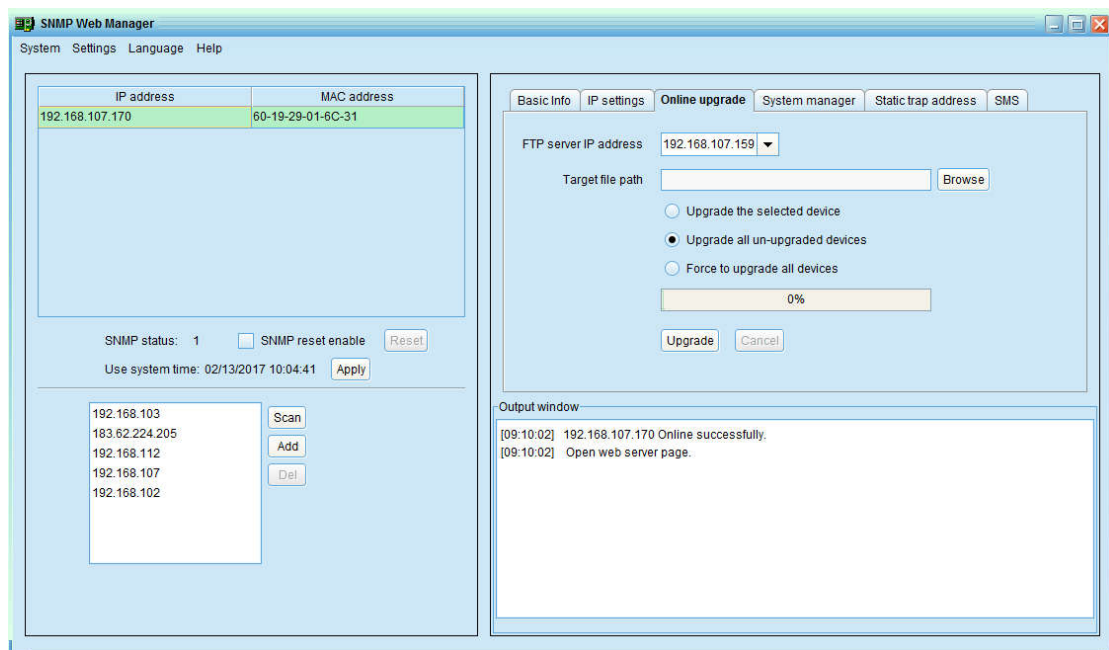 SNMP Web Manager
System Settings Language Help
IP address MAC address
192.168.107.170 60-19-29-01-6C-31
SNMP status: 1 SNMP reset enable Reset
Use system time: 02/13/2017 10:04:41 Apply
192.168.103
183.62.224.205
192.168.112
192.168.107
192.168.102
Scan
Add
Del
Basic Info IP settings Online upgrade System manager Static trap address SMS
FTP server IP address 192.168.107.159
Target file path Browse
Upgrade the selected device
Upgrade all un-upgraded devices
Force to upgrade all devices
0%
Upgrade Cancel
Output window
[09:10:02] 192.168.107.170 Online successfully.
[09:10:02] Open web server page.